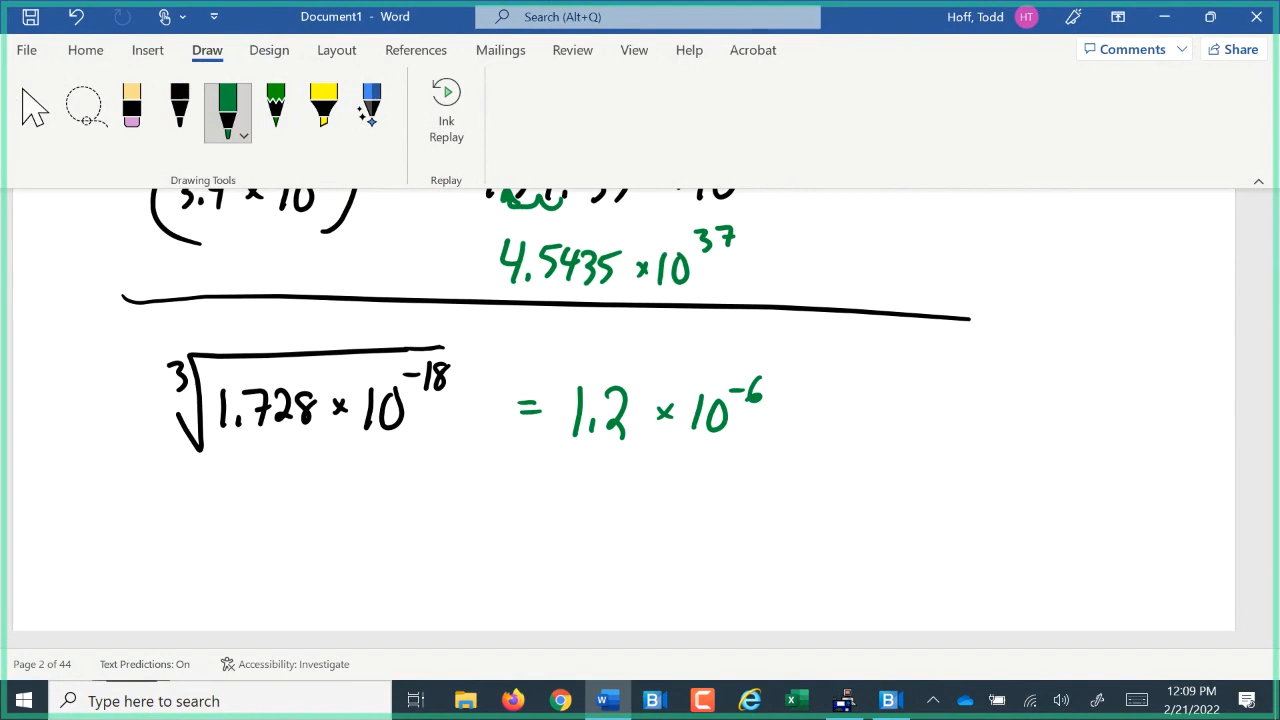 Document1 - Word
Search (Alt+Q)
Hoff, Todd
HT
File Home Insert Draw Design Layout References Mailings Review View Help Acrobat
Comments Share
Ink
Replay
Drawing Tools
Replay
4.5435 × 10^37
∛(1.728 × 10^-18) = 1.2 × 10^-6
Page 2 of 44 Text Predictions: On Accessibility: Investigate
Type here to search
12:09 PM
2/21/2022